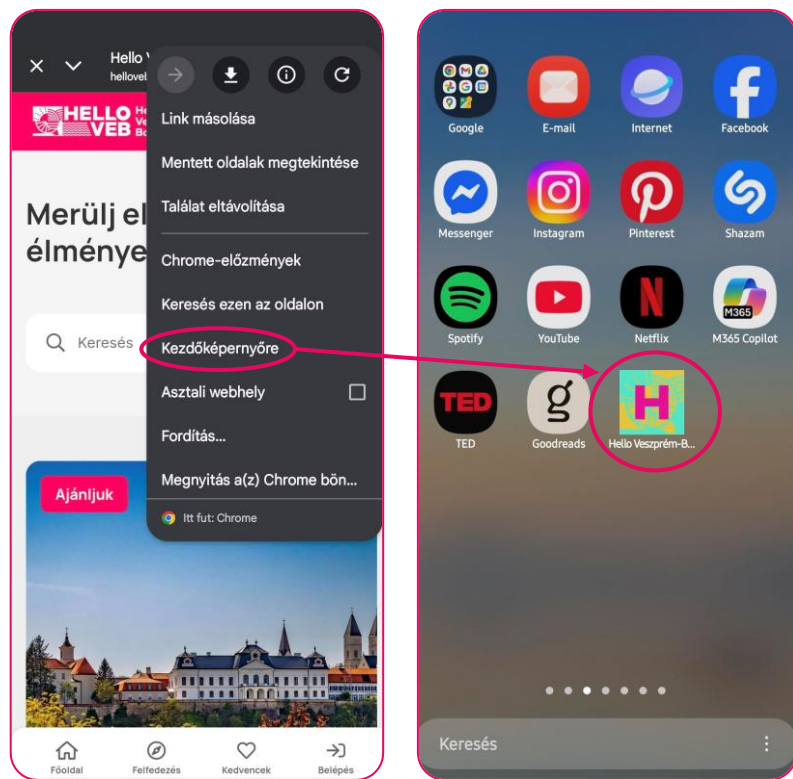 Hello
hellovel
HELLO
VEB
Link másolása
Mentett oldalak megtekintése
Találat eltávolítása
Merülj el
élménye
Chrome-előzmények
Keresés ezen az oldalon
Keresés
Kezdőképernyőre
Asztali webhely
Fordítás...
Megnyitás a(z) Chrome bön...
Itt fut: Chrome
Ajánljuk
Főoldal
Felfedezés
Kedvencek
Belépés
Google
E-mail
Internet
Facebook
Messenger
Instagram
Pinterest
Shazam
Spotify
YouTube
N
Netflix
M365
M365 Copilot
TED
TED
g
Goodreads
H
Hello Veszprém-B...
Keresés